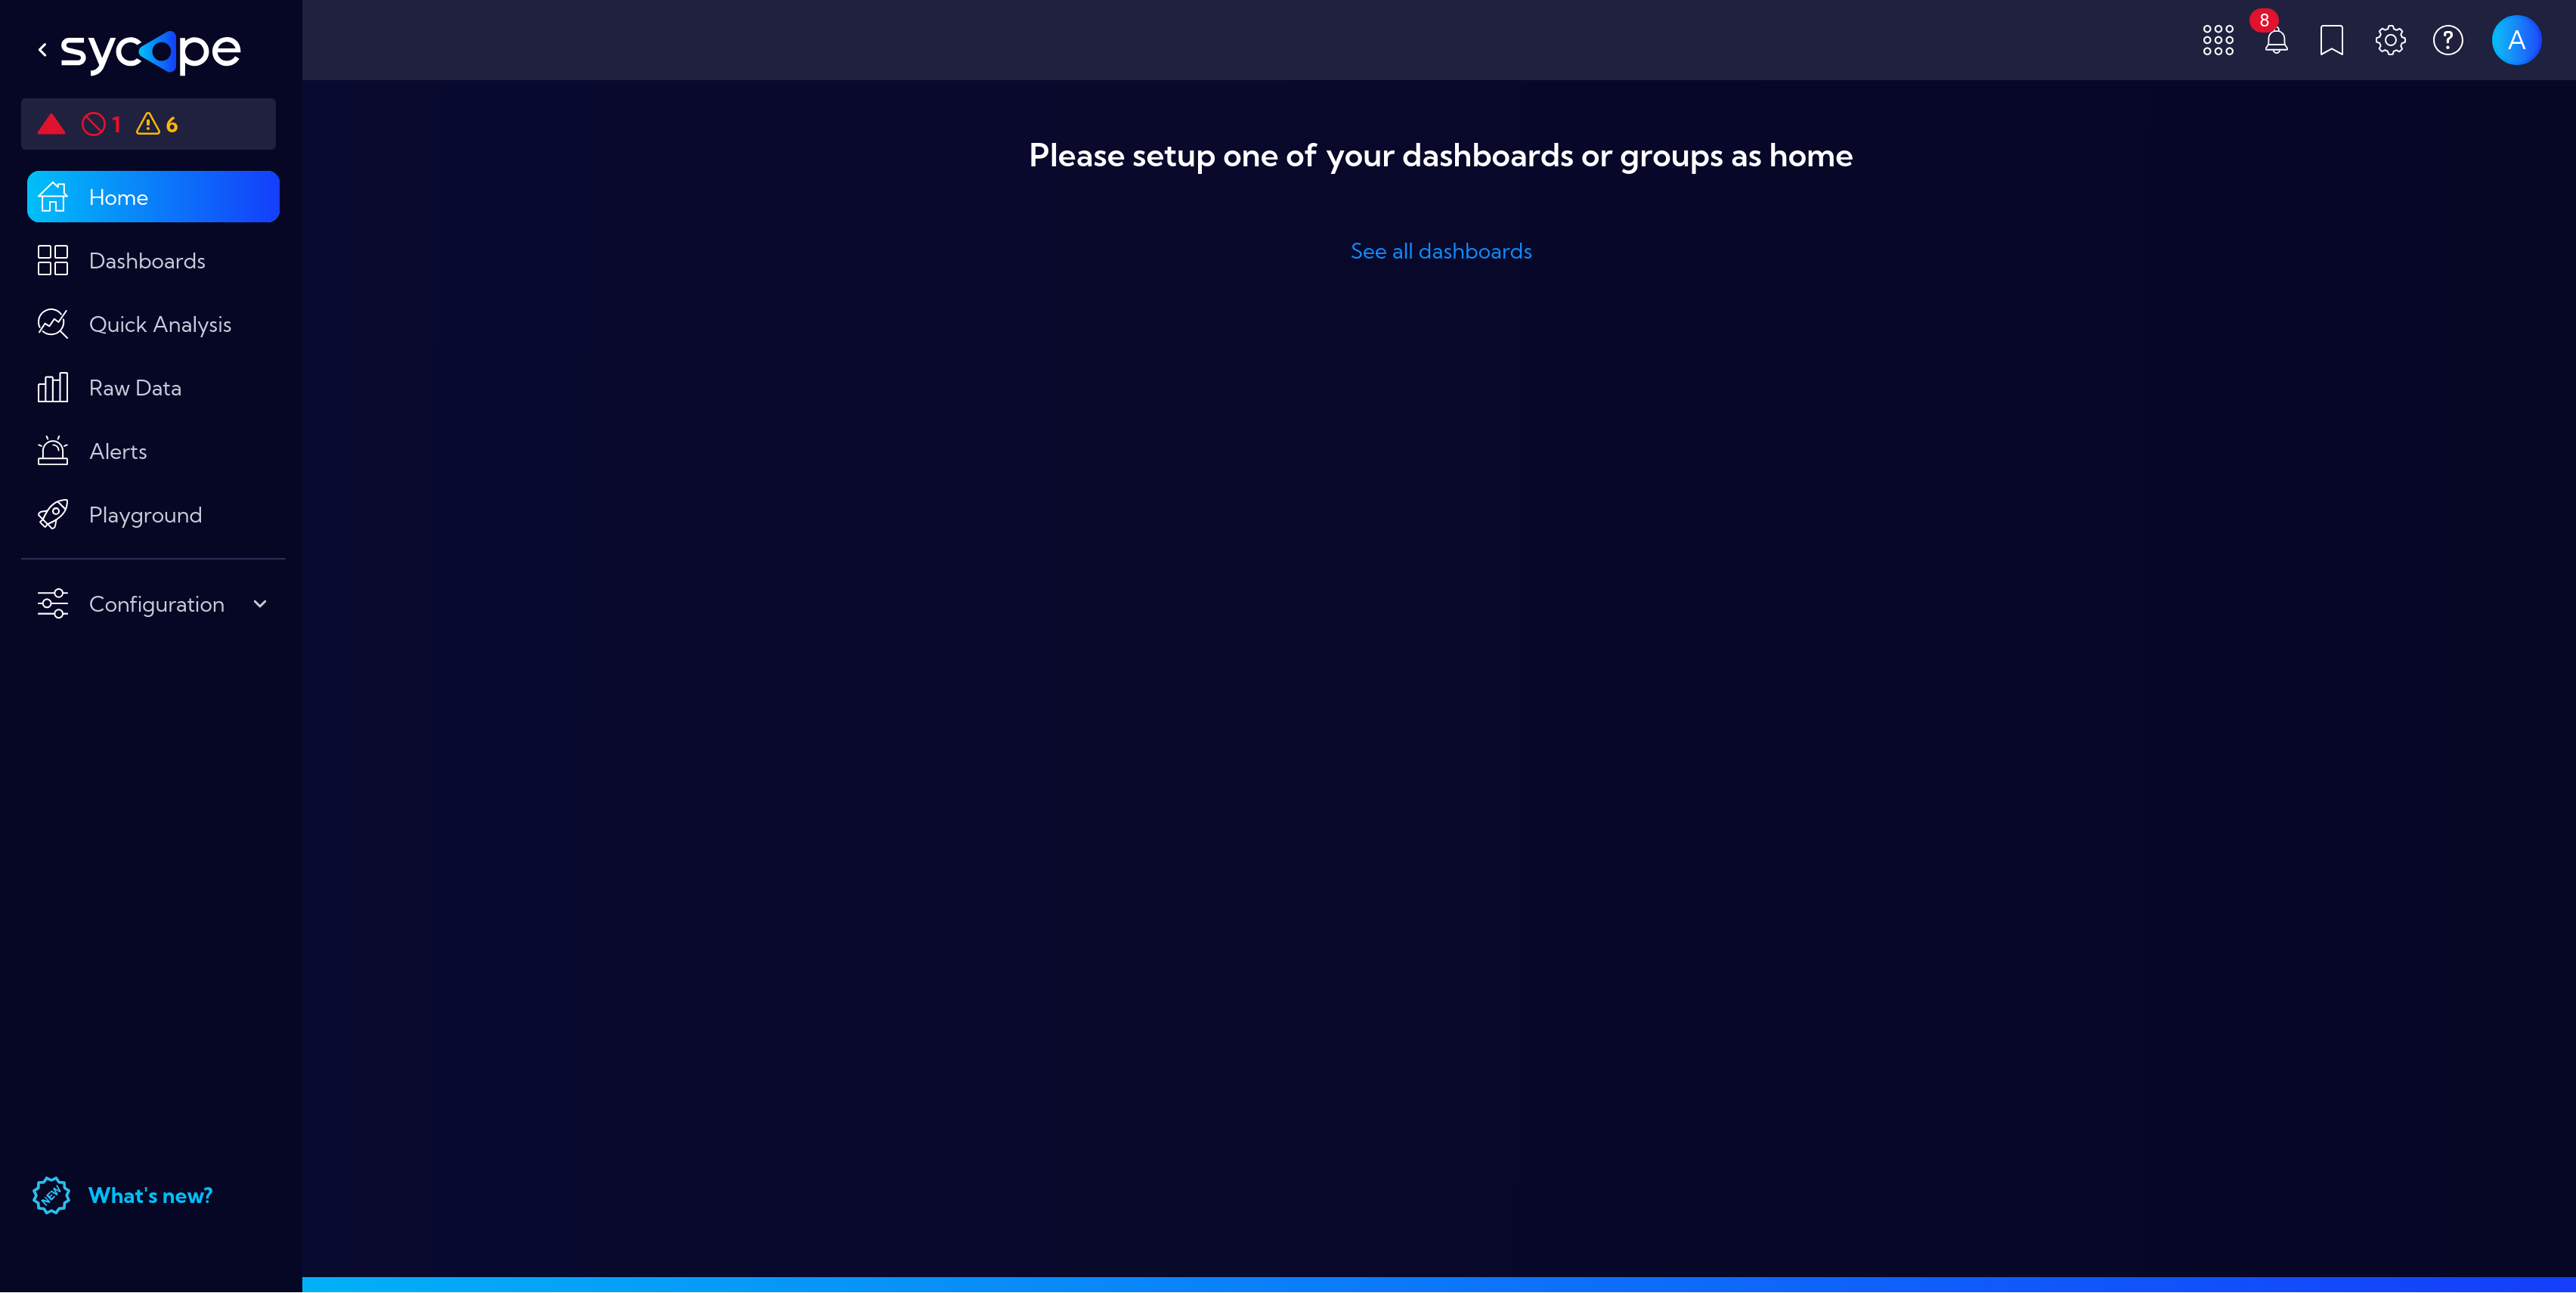 sycope
1 6
Home
Dashboards
Quick Analysis
Raw Data
Alerts
Playground
Configuration
NEW What's new?
8
A
Please setup one of your dashboards or groups as home
See all dashboards